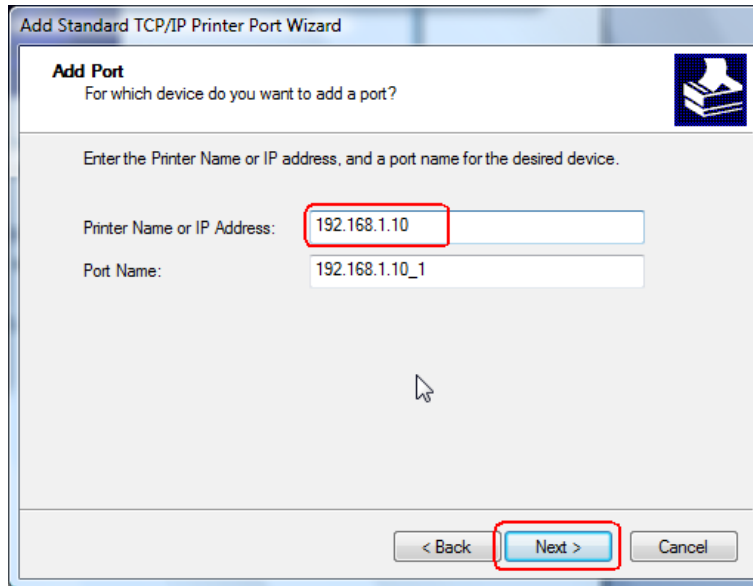 Add Standard TCP/IP Printer Port Wizard
Add Port
For which device do you want to add a port?
Enter the Printer Name or IP address, and a port name for the desired device.
Printer Name or IP Address: 192.168.1.10
Port Name: 192.168.1.10_1
< Back Next > Cancel